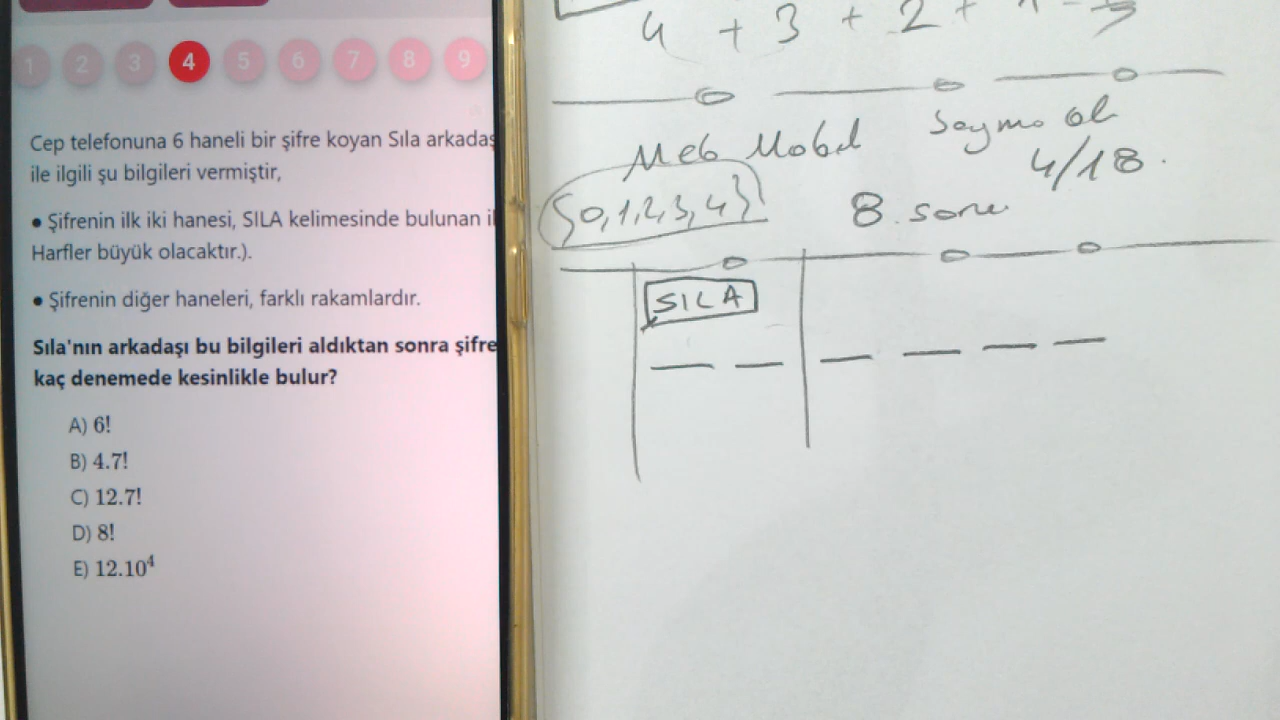 1 2 3 4 5 6 7 8 9
Cep telefonuna 6 haneli bir şifre koyan Sıla arkadaş
ile ilgili şu bilgileri vermiştir,
• Şifrenin ilk iki hanesi, SILA kelimesinde bulunan il
Harfler büyük olacaktır.).
• Şifrenin diğer haneleri, farklı rakamlardır.
Sıla'nın arkadaşı bu bilgileri aldıktan sonra şifre
kaç denemede kesinlikle bulur?
A) 6!
B) 4.7!
C) 12.7!
D) 8!
E) 12.10⁴
4 + 3 + 2 +
Meb Mobil
4/18.
{0,1,2,3,4}
8. soru
SILA